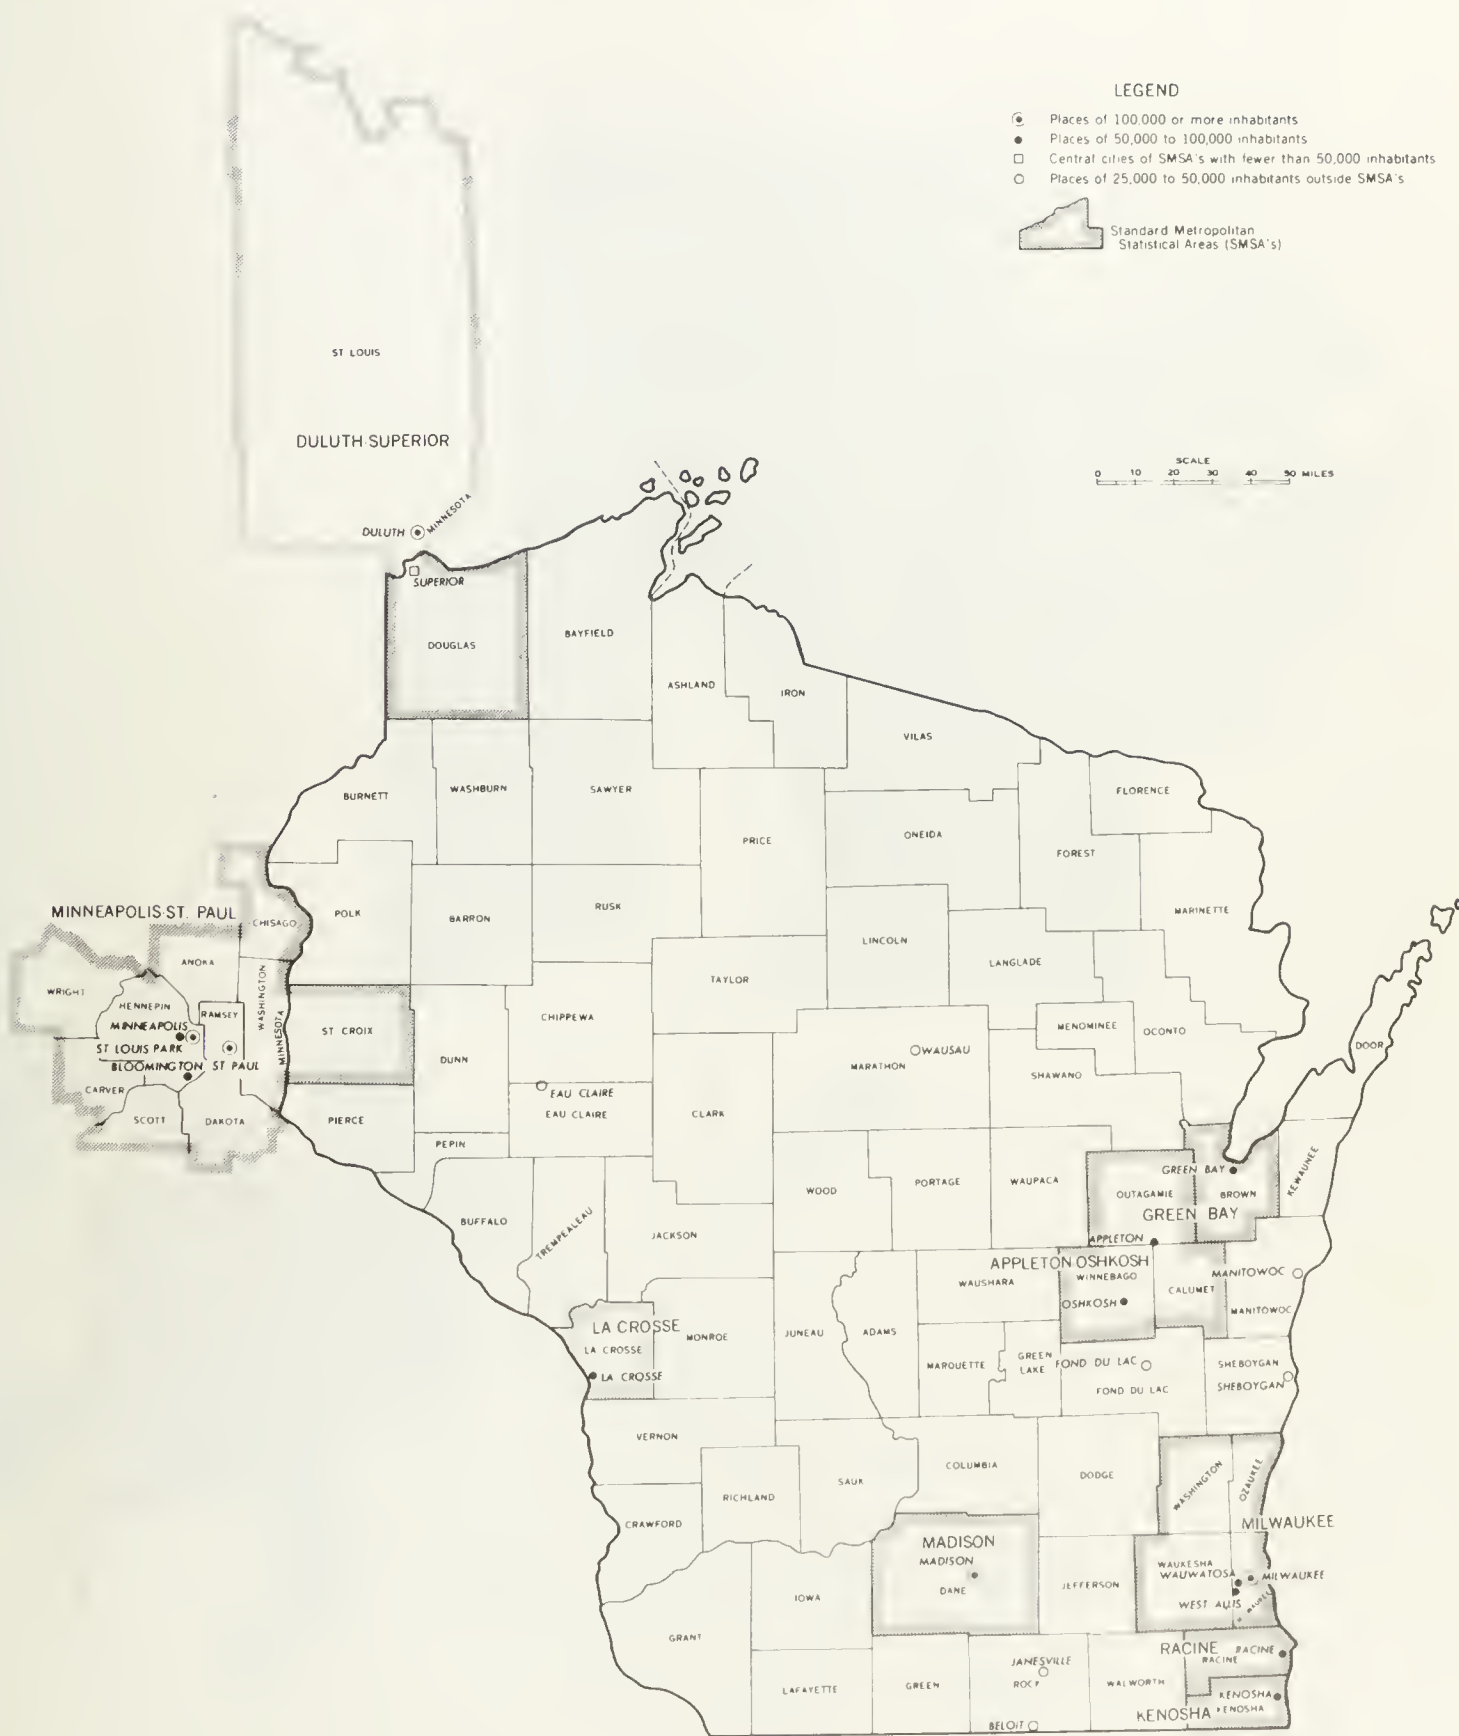 LEGEND
Places of 100,000 or more inhabitants
Places of 50,000 to 100,000 inhabitants
Central cities of SMSA's with fewer than 50,000 inhabitants
Places of 25,000 to 50,000 inhabitants outside SMSA's
Standard Metropolitan
Statistical Areas (SMSA's)
ST LOUIS
DULUTH-SUPERIOR
SCALE
0 10 20 30 40 50 MILES
DULUTH
MINNESOTA
SUPERIOR
DOUGLAS
BAYFIELD
ASHLAND
IRON
VILAS
BURNETT
WASHBURN
SAWYER
FLORENCE
PRICE
ONEIDA
FOREST
MINNEAPOLIS-ST. PAUL
CHISAGO
POLK
BARRON
RUSK
MARINETTE
LINCOLN
LANGLADE
ANOKA
TAYLOR
WRIGHT
WASHINGTON
HENNEPIN
RAMSEY
MINNEAPOLIS
ST CROIX
CHIPPEWA
MENOMINEE
OCONTO
ST LOUIS PARK
MINNESOTA
DOOR
BLOOMINGTON
ST PAUL
DUNN
MARATHON
WAUSAU
SHAWANO
CARVER
SCOTT
DAKOTA
PIERCE
EAU CLAIRE
EAU CLAIRE
CLARK
PEPIN
WOOD
PORTAGE
WAUPACA
GREEN BAY
OUTAGAMIE
BROWN
KEWAUNEE
GREEN BAY
BUFFALO
TREMPEALEAU
JACKSON
APPLETON
APPLETON OSHKOSH
WAUSHARA
WINNEBAGO
CALUMET
MANITOWOC
OSHKOSH
MANITOWOC
LA CROSSE
MONROE
JUNEAU
ADAMS
LA CROSSE
MARQUETTE
GREEN
LAKE
FOND DU LAC
SHEBOYGAN
LA CROSSE
FOND DU LAC
SHEBOYGAN
VERNON
SAUK
COLUMBIA
DODGE
WASHINGTON
OZAUKEE
RICHLAND
CRAWFORD
MILWAUKEE
MADISON
MADISON
DANE
JEFFERSON
WAUKESHA
WAUWATOSA
MILWAUKEE
WEST ALLIS
IOWA
GRANT
RACINE
RACINE
RACINE
JANESVILLE
ROCK
LAFAYETTE
GREEN
WALWORTH
KENOSHA
KENOSHA
KENOSHA
BELOIT